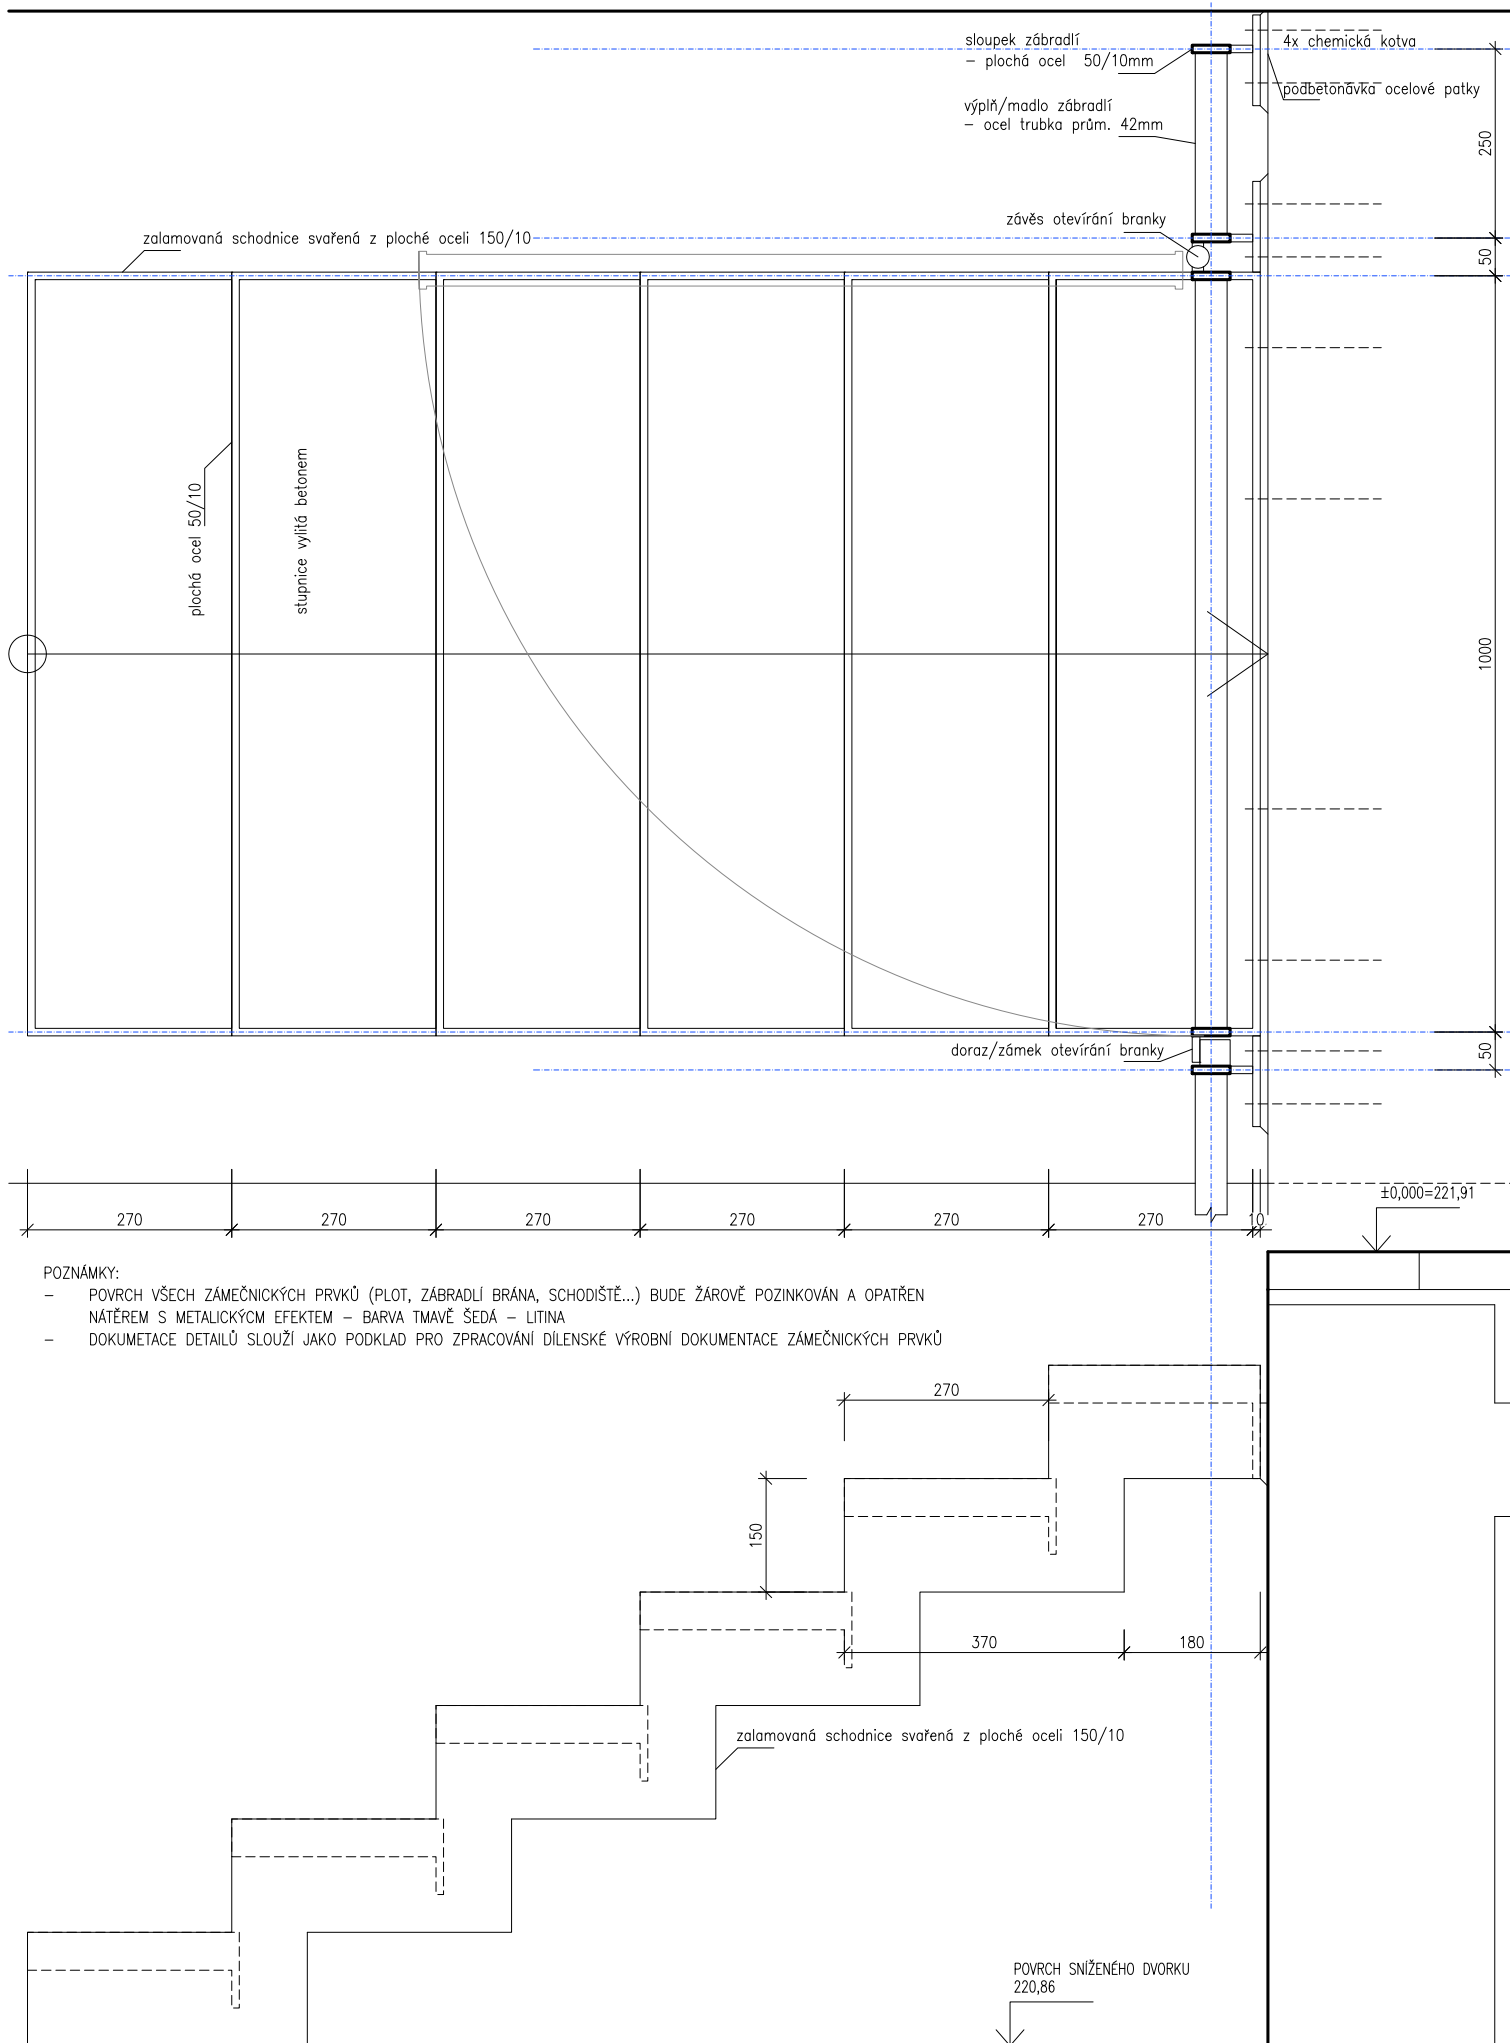 sloupek zábradlí
– plochá ocel 50/10mm
4x chemická kotva
podbetonávka ocelové patky
výplň/madlo zábradlí
– ocel trubka prům. 42mm
250
závěs otevírání branky
zalamovaná schodnice svařená z ploché oceli 150/10
50
plochá ocel 50/10
stupnice vylitá betonem
1000
doraz/zámek otevírání branky
50
±0,000=221,91
270
270
270
270
270
270
10
POZNÁMKY:
– POVRCH VŠECH ZÁMEČNICKÝCH PRVKŮ (PLOT, ZÁBRADLÍ BRÁNA, SCHODIŠTĚ...) BUDE ŽÁROVĚ POZINKOVÁN A OPATŘEN
NÁTĚREM S METALICKÝCM EFEKTEM – BARVA TMAVĚ ŠEDÁ – LITINA
– DOKUMETACE DETAILŮ SLOUŽÍ JAKO PODKLAD PRO ZPRACOVÁNÍ DÍLENSKÉ VÝROBNÍ DOKUMENTACE ZÁMEČNICKÝCH PRVKŮ
270
150
370
180
zalamovaná schodnice svařená z ploché oceli 150/10
POVRCH SNÍŽENÉHO DVORKU
220,86